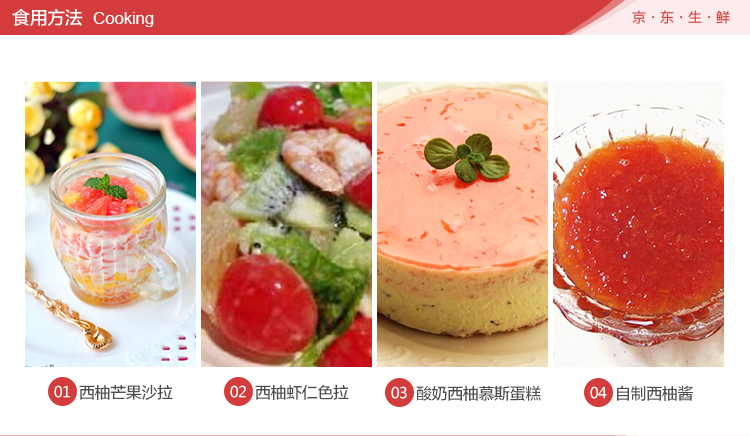 食用方法 Cooking
京·东·生·鲜
01 西柚芒果沙拉
02 西柚虾仁色拉
03 酸奶西柚慕斯蛋糕
04 自制西柚酱